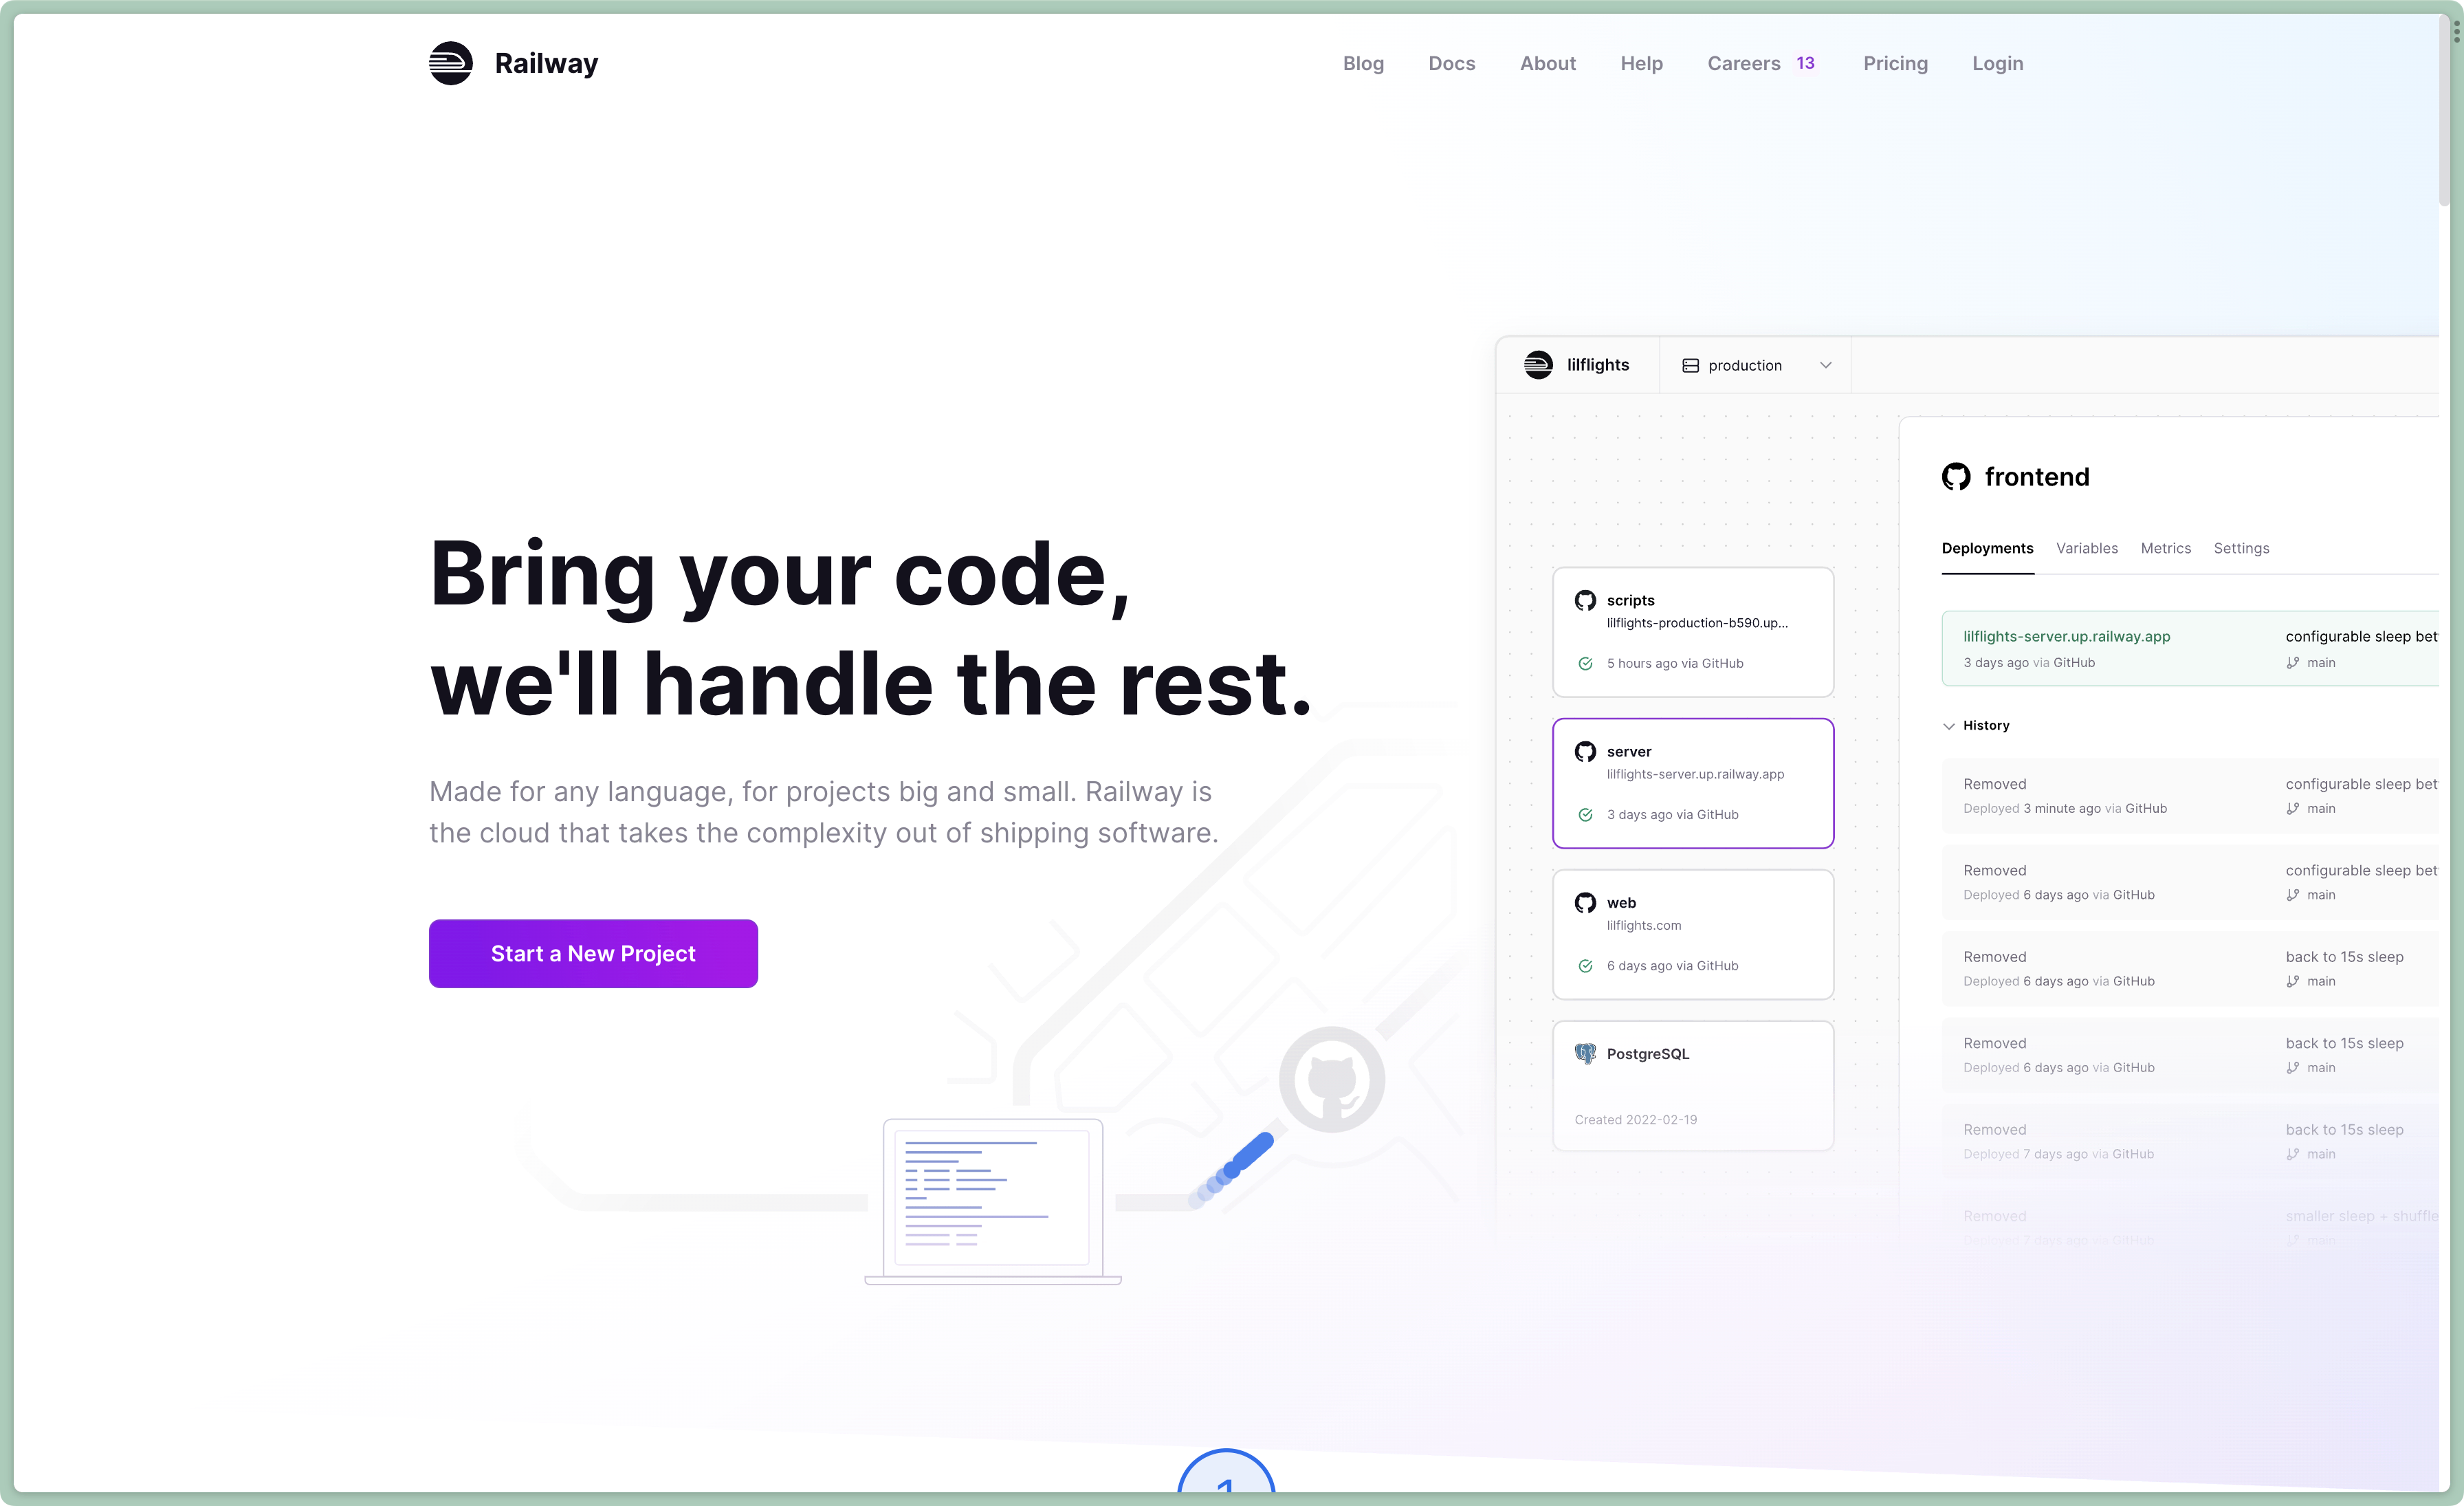 Railway
Blog Docs About Help Careers 13 Pricing Login
Bring your code,
we'll handle the rest.
Made for any language, for projects big and small. Railway is
the cloud that takes the complexity out of shipping software.
Start a New Project
lilflights
production
scripts
lilflights-production-b590.up...
5 hours ago via GitHub
server
lilflights-server.up.railway.app
3 days ago via GitHub
web
lilflights.com
6 days ago via GitHub
PostgreSQL
Created 2022-02-19
frontend
Deployments Variables Metrics Settings
lilflights-server.up.railway.app configurable sleep bet
3 days ago via GitHub main
History
Removed configurable sleep bet
Deployed 3 minute ago via GitHub main
Removed configurable sleep bet
Deployed 6 days ago via GitHub main
Removed back to 15s sleep
Deployed 6 days ago via GitHub main
Removed back to 15s sleep
Deployed 6 days ago via GitHub main
Removed back to 15s sleep
Deployed 7 days ago via GitHub main
Removed smaller sleep + shuffle
Deployed 7 days ago via GitHub main
1